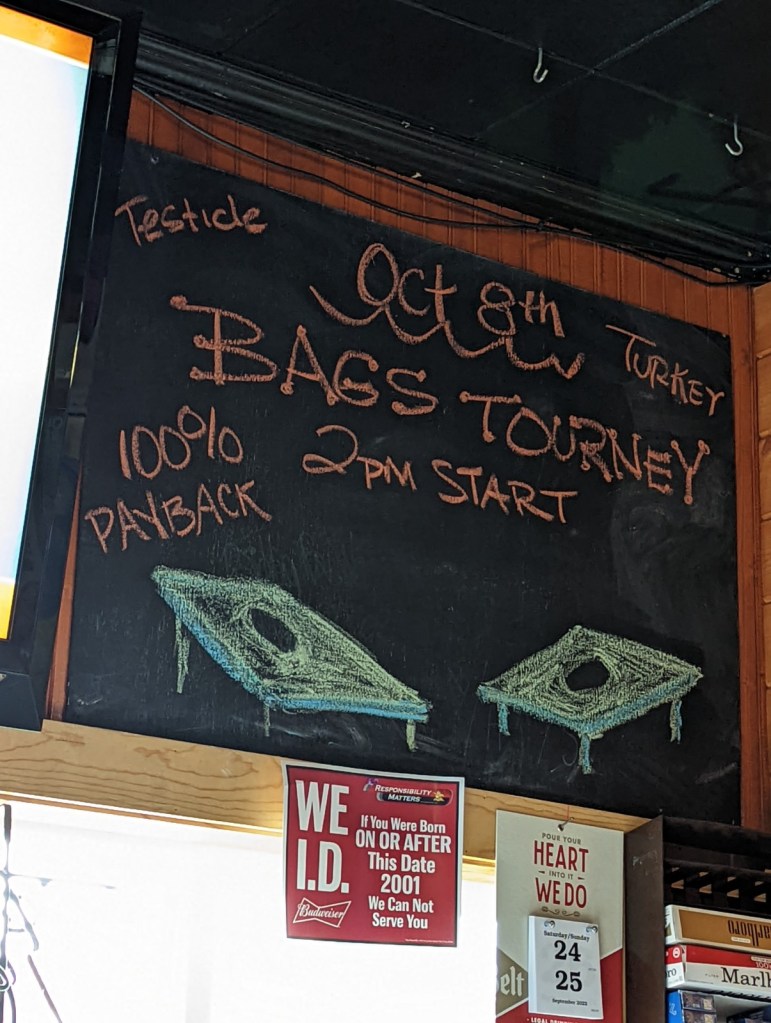 Testicle
Oct 8th
Turkey
BAGS TOURNEY
100%
PAYBACK
2pm START
RESPONSIBILITY
MATTERS
WE
I.D.
If You Were Born
ON OR AFTER
This Date
2001
We Can Not
Serve You
Budweiser
POUR YOUR
HEART
INTO IT
WE DO
Saturday/Sunday
24
25
September 2022
elt
Marlboro
Marlb